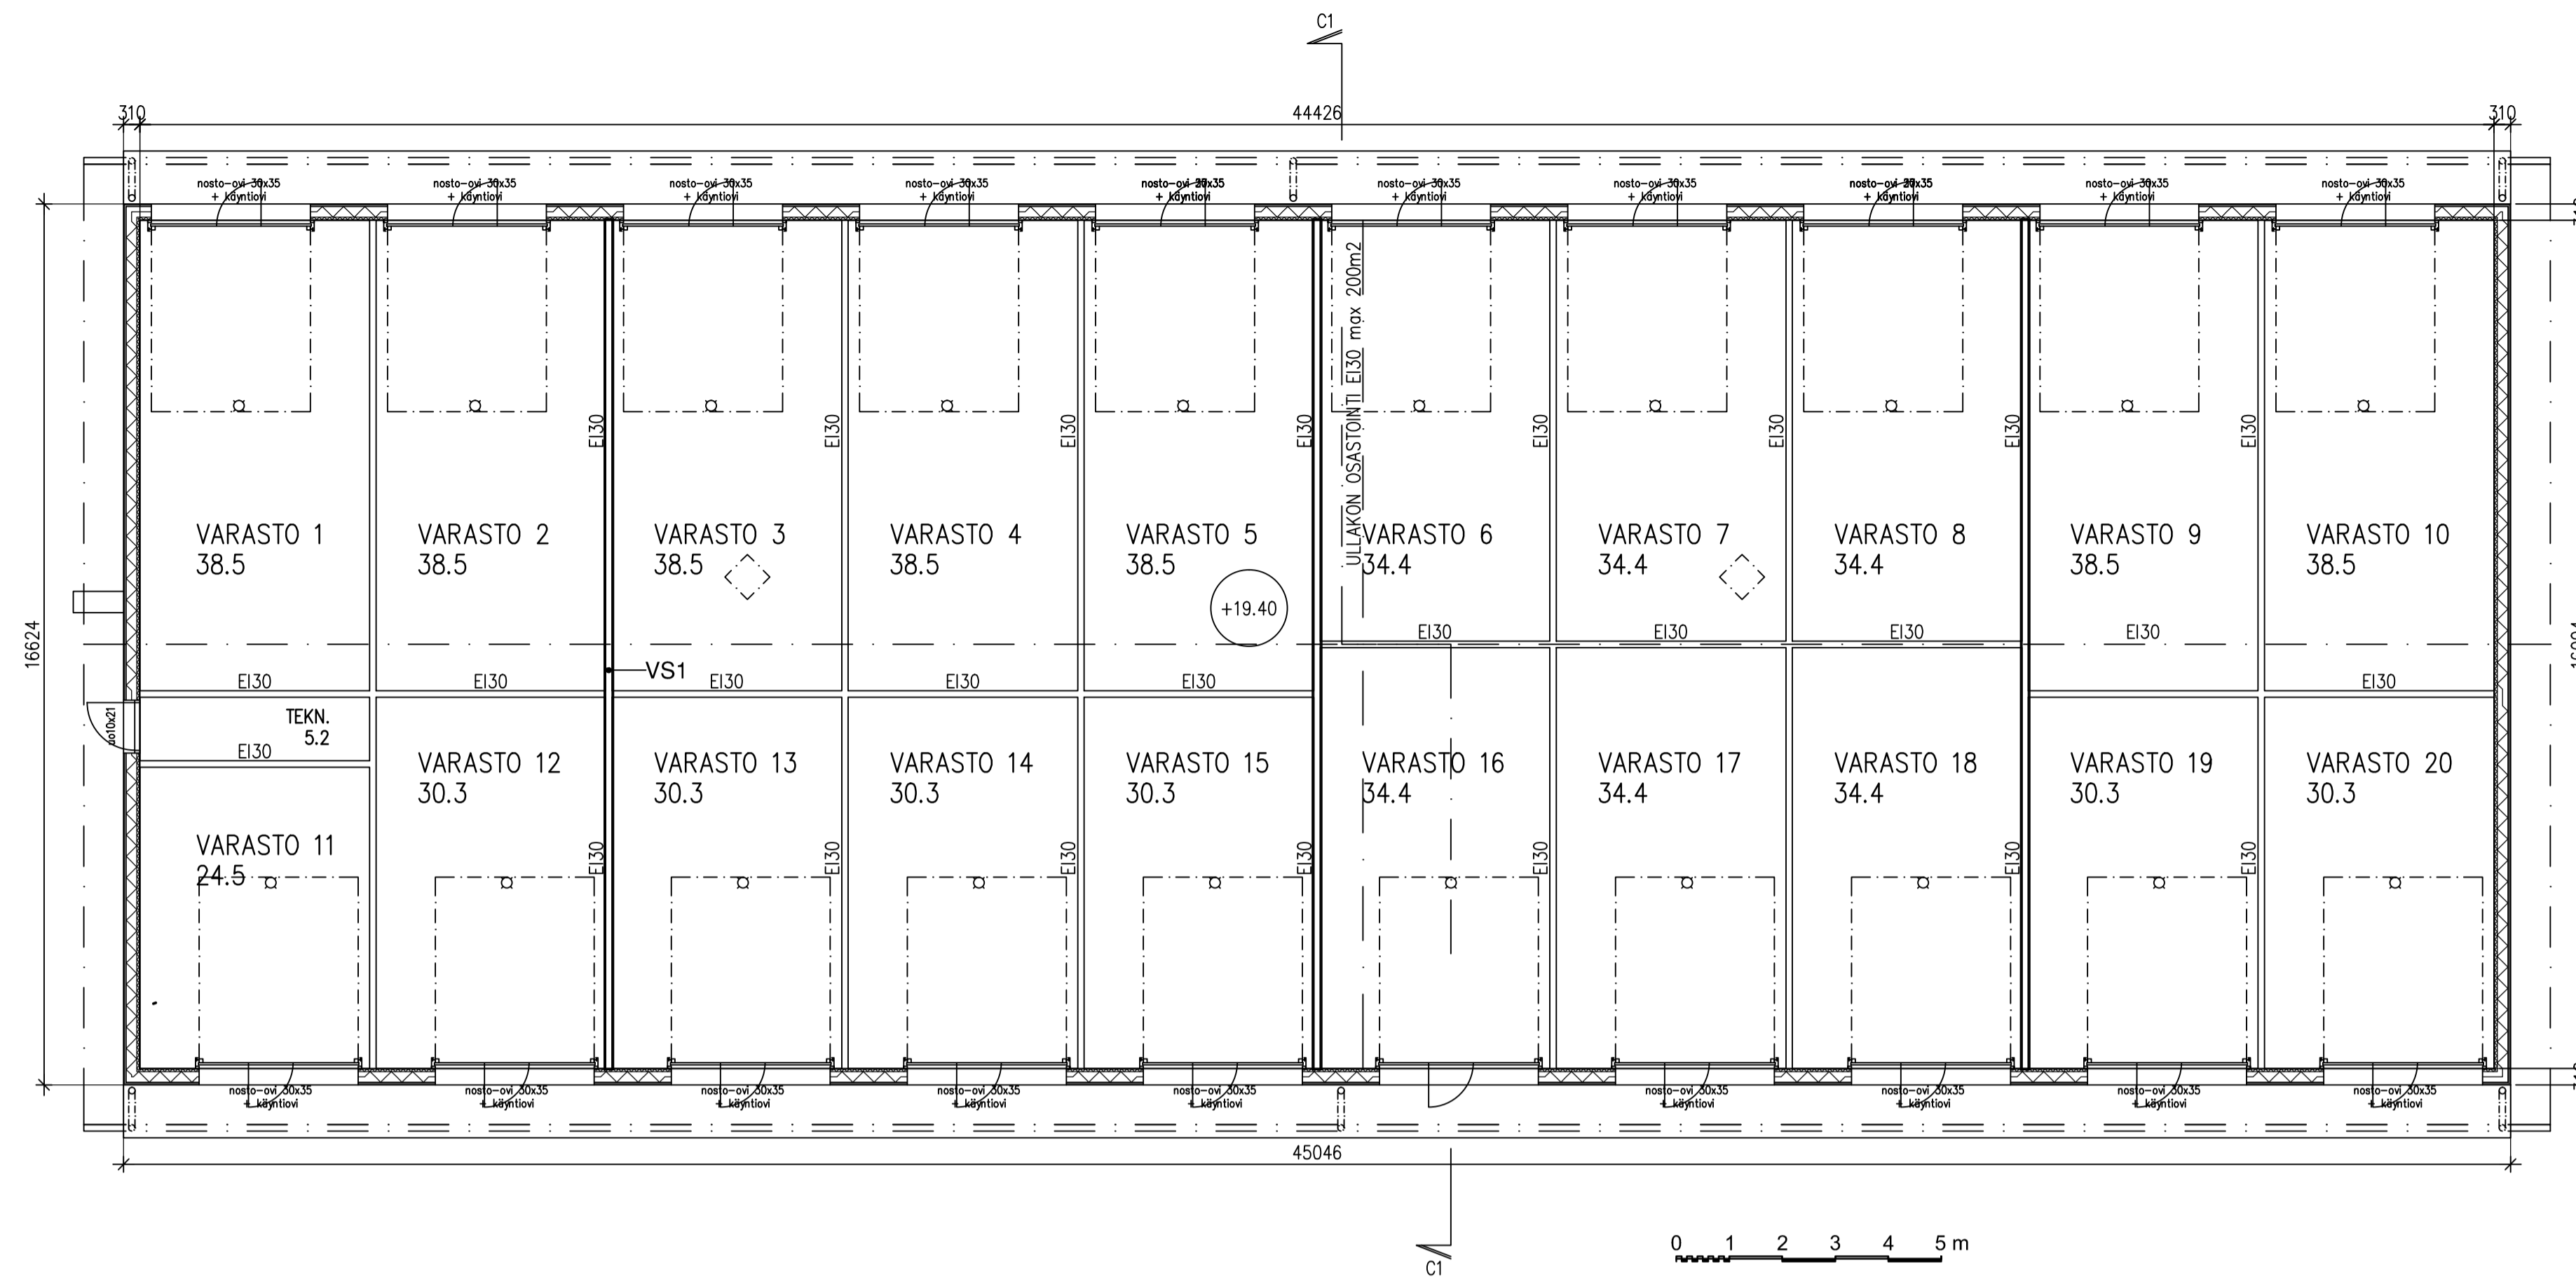 C1
310 44426 310
nosto-ovi 30x35
+ käyntiovi
nosto-ovi 30x35
+ käyntiovi
nosto-ovi 30x35
+ käyntiovi
nosto-ovi 30x35
+ käyntiovi
+ käyntiovi
nosto-ovi 30x35
+ käyntiovi
nosto-ovi 30x35
+ käyntiovi
+ käyntiovi
nosto-ovi 30x35
+ käyntiovi
nosto-ovi 30x35
+ käyntiovi
ULLAKON OSASTOINTI EI30 max 200m2
EI30 EI30 EI30 EI30 EI30 EI30 EI30 EI30
VARASTO 1
38.5
VARASTO 2
38.5
VARASTO 3
38.5
VARASTO 4
38.5
VARASTO 5
38.5
VARASTO 6
34.4
VARASTO 7
34.4
VARASTO 8
34.4
VARASTO 9
38.5
VARASTO 10
38.5
+19.40
16624
EI30 EI30 EI30 EI30
VS1
EI30 EI30 EI30 EI30 EI30 EI30
uo10x21
TEKN.
5.2
EI30
VARASTO 11
24.5
VARASTO 12
30.3
VARASTO 13
30.3
VARASTO 14
30.3
VARASTO 15
30.3
VARASTO 16
34.4
VARASTO 17
34.4
VARASTO 18
34.4
VARASTO 19
30.3
VARASTO 20
30.3
EI30 EI30 EI30 EI30 EI30 EI30 EI30
nosto-ovi 30x35
+ käyntiovi
nosto-ovi 30x35
+ käyntiovi
nosto-ovi 30x35
+ käyntiovi
nosto-ovi 30x35
+ käyntiovi
nosto-ovi 30x35
+ käyntiovi
nosto-ovi 30x35
+ käyntiovi
nosto-ovi 30x35
+ käyntiovi
nosto-ovi 30x35
+ käyntiovi
nosto-ovi 30x35
+ käyntiovi
45046
0 1 2 3 4 5 m
C1